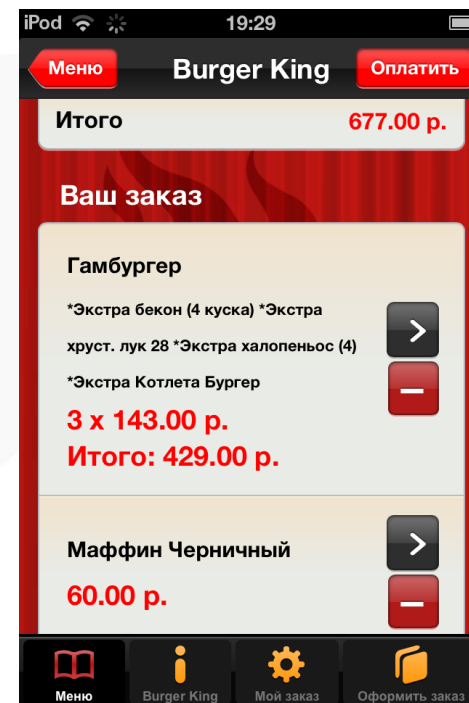 iPod 19:29
Меню Burger King Оплатить
Итого 677.00 р.
Ваш заказ
Гамбургер
*Экстра бекон (4 куска) *Экстра
хруст. лук 28 *Экстра халопеньос (4)
*Экстра Котлета Бургер
3 x 143.00 р.
Итого: 429.00 р.
Маффин Черничный
60.00 р.
Меню Burger King Мой заказ Оформить заказ